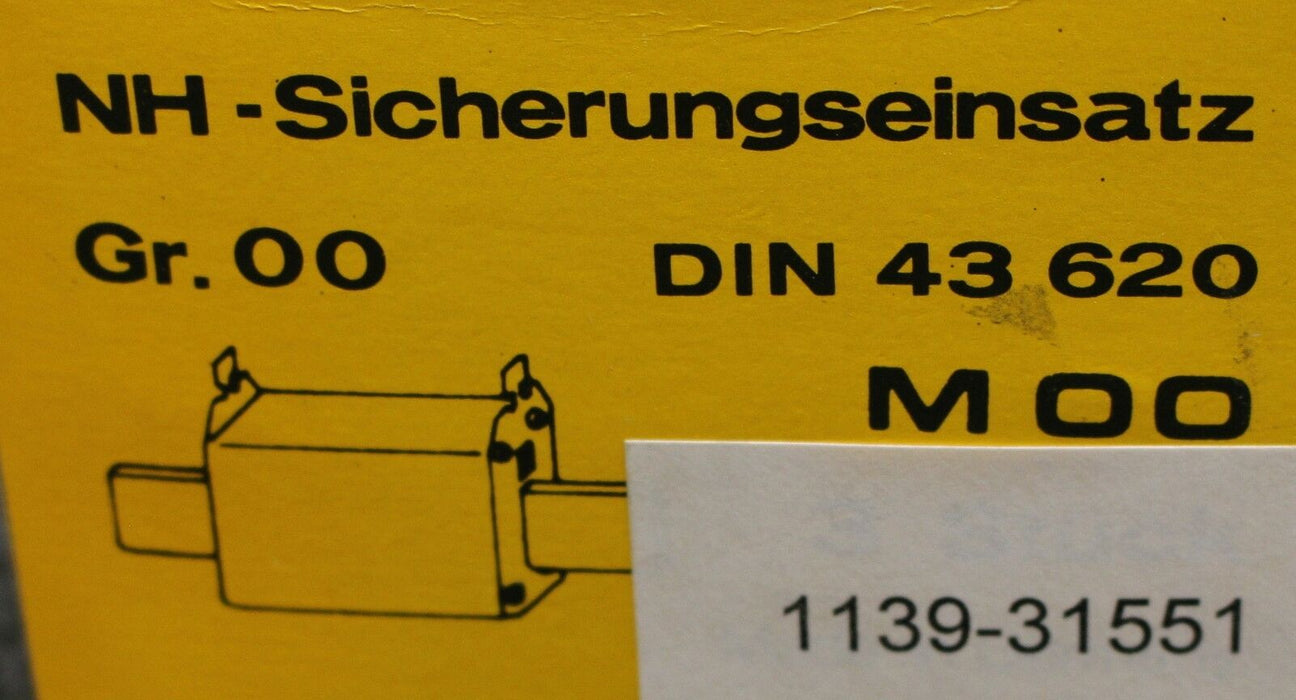 NH-Sicherungseinsatz
Gr. 00 DIN 43 620
M 00
1139-31551